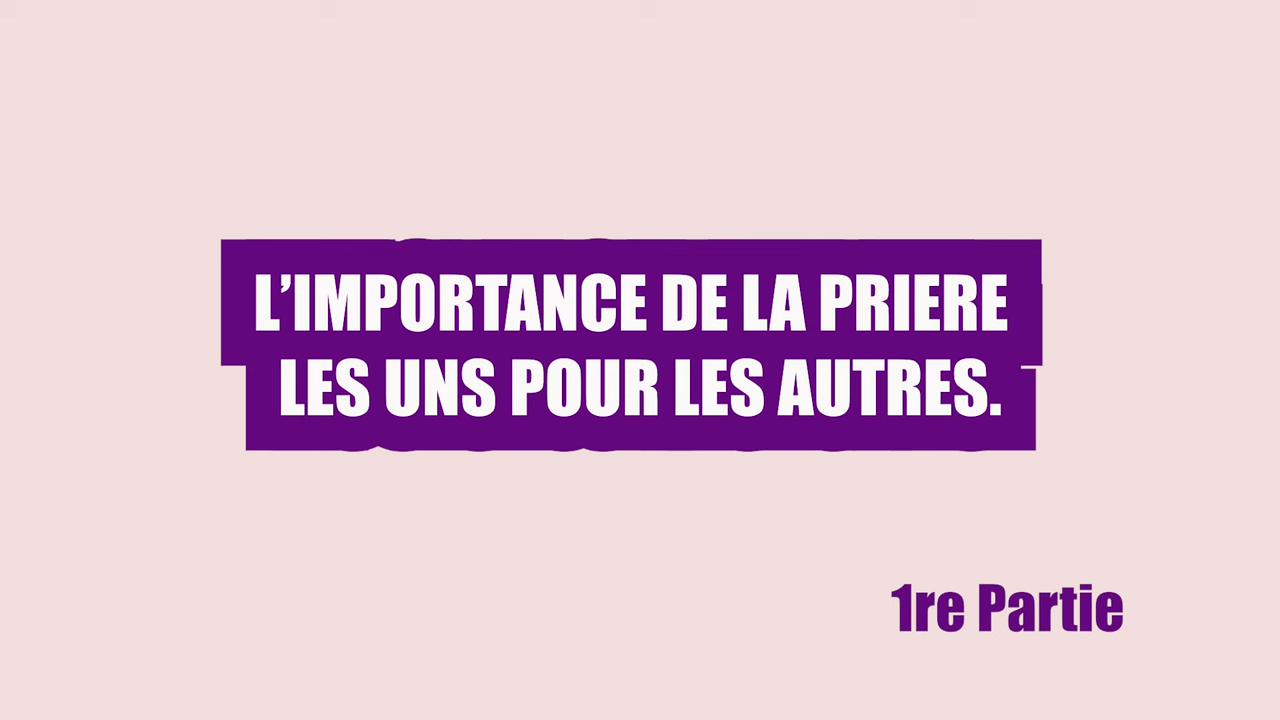 L’IMPORTANCE DE LA PRIERE
LES UNS POUR LES AUTRES.
1re Partie